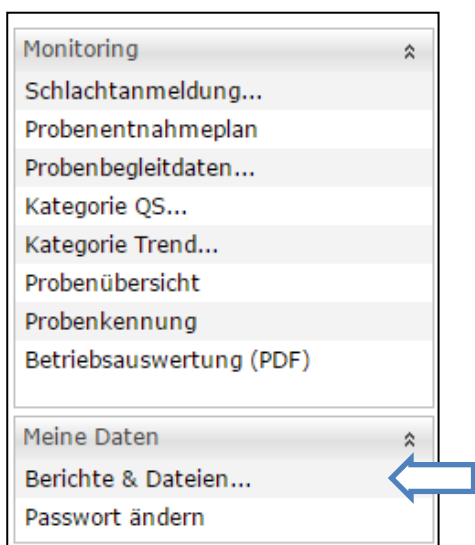 Monitoring
Schlachtanmeldung...
Probenentnahmeplan
Probenbegleitdaten...
Kategorie QS...
Kategorie Trend...
Probenübersicht
Probenkennung
Betriebsauswertung (PDF)
Meine Daten
Berichte & Dateien...
Passwort ändern